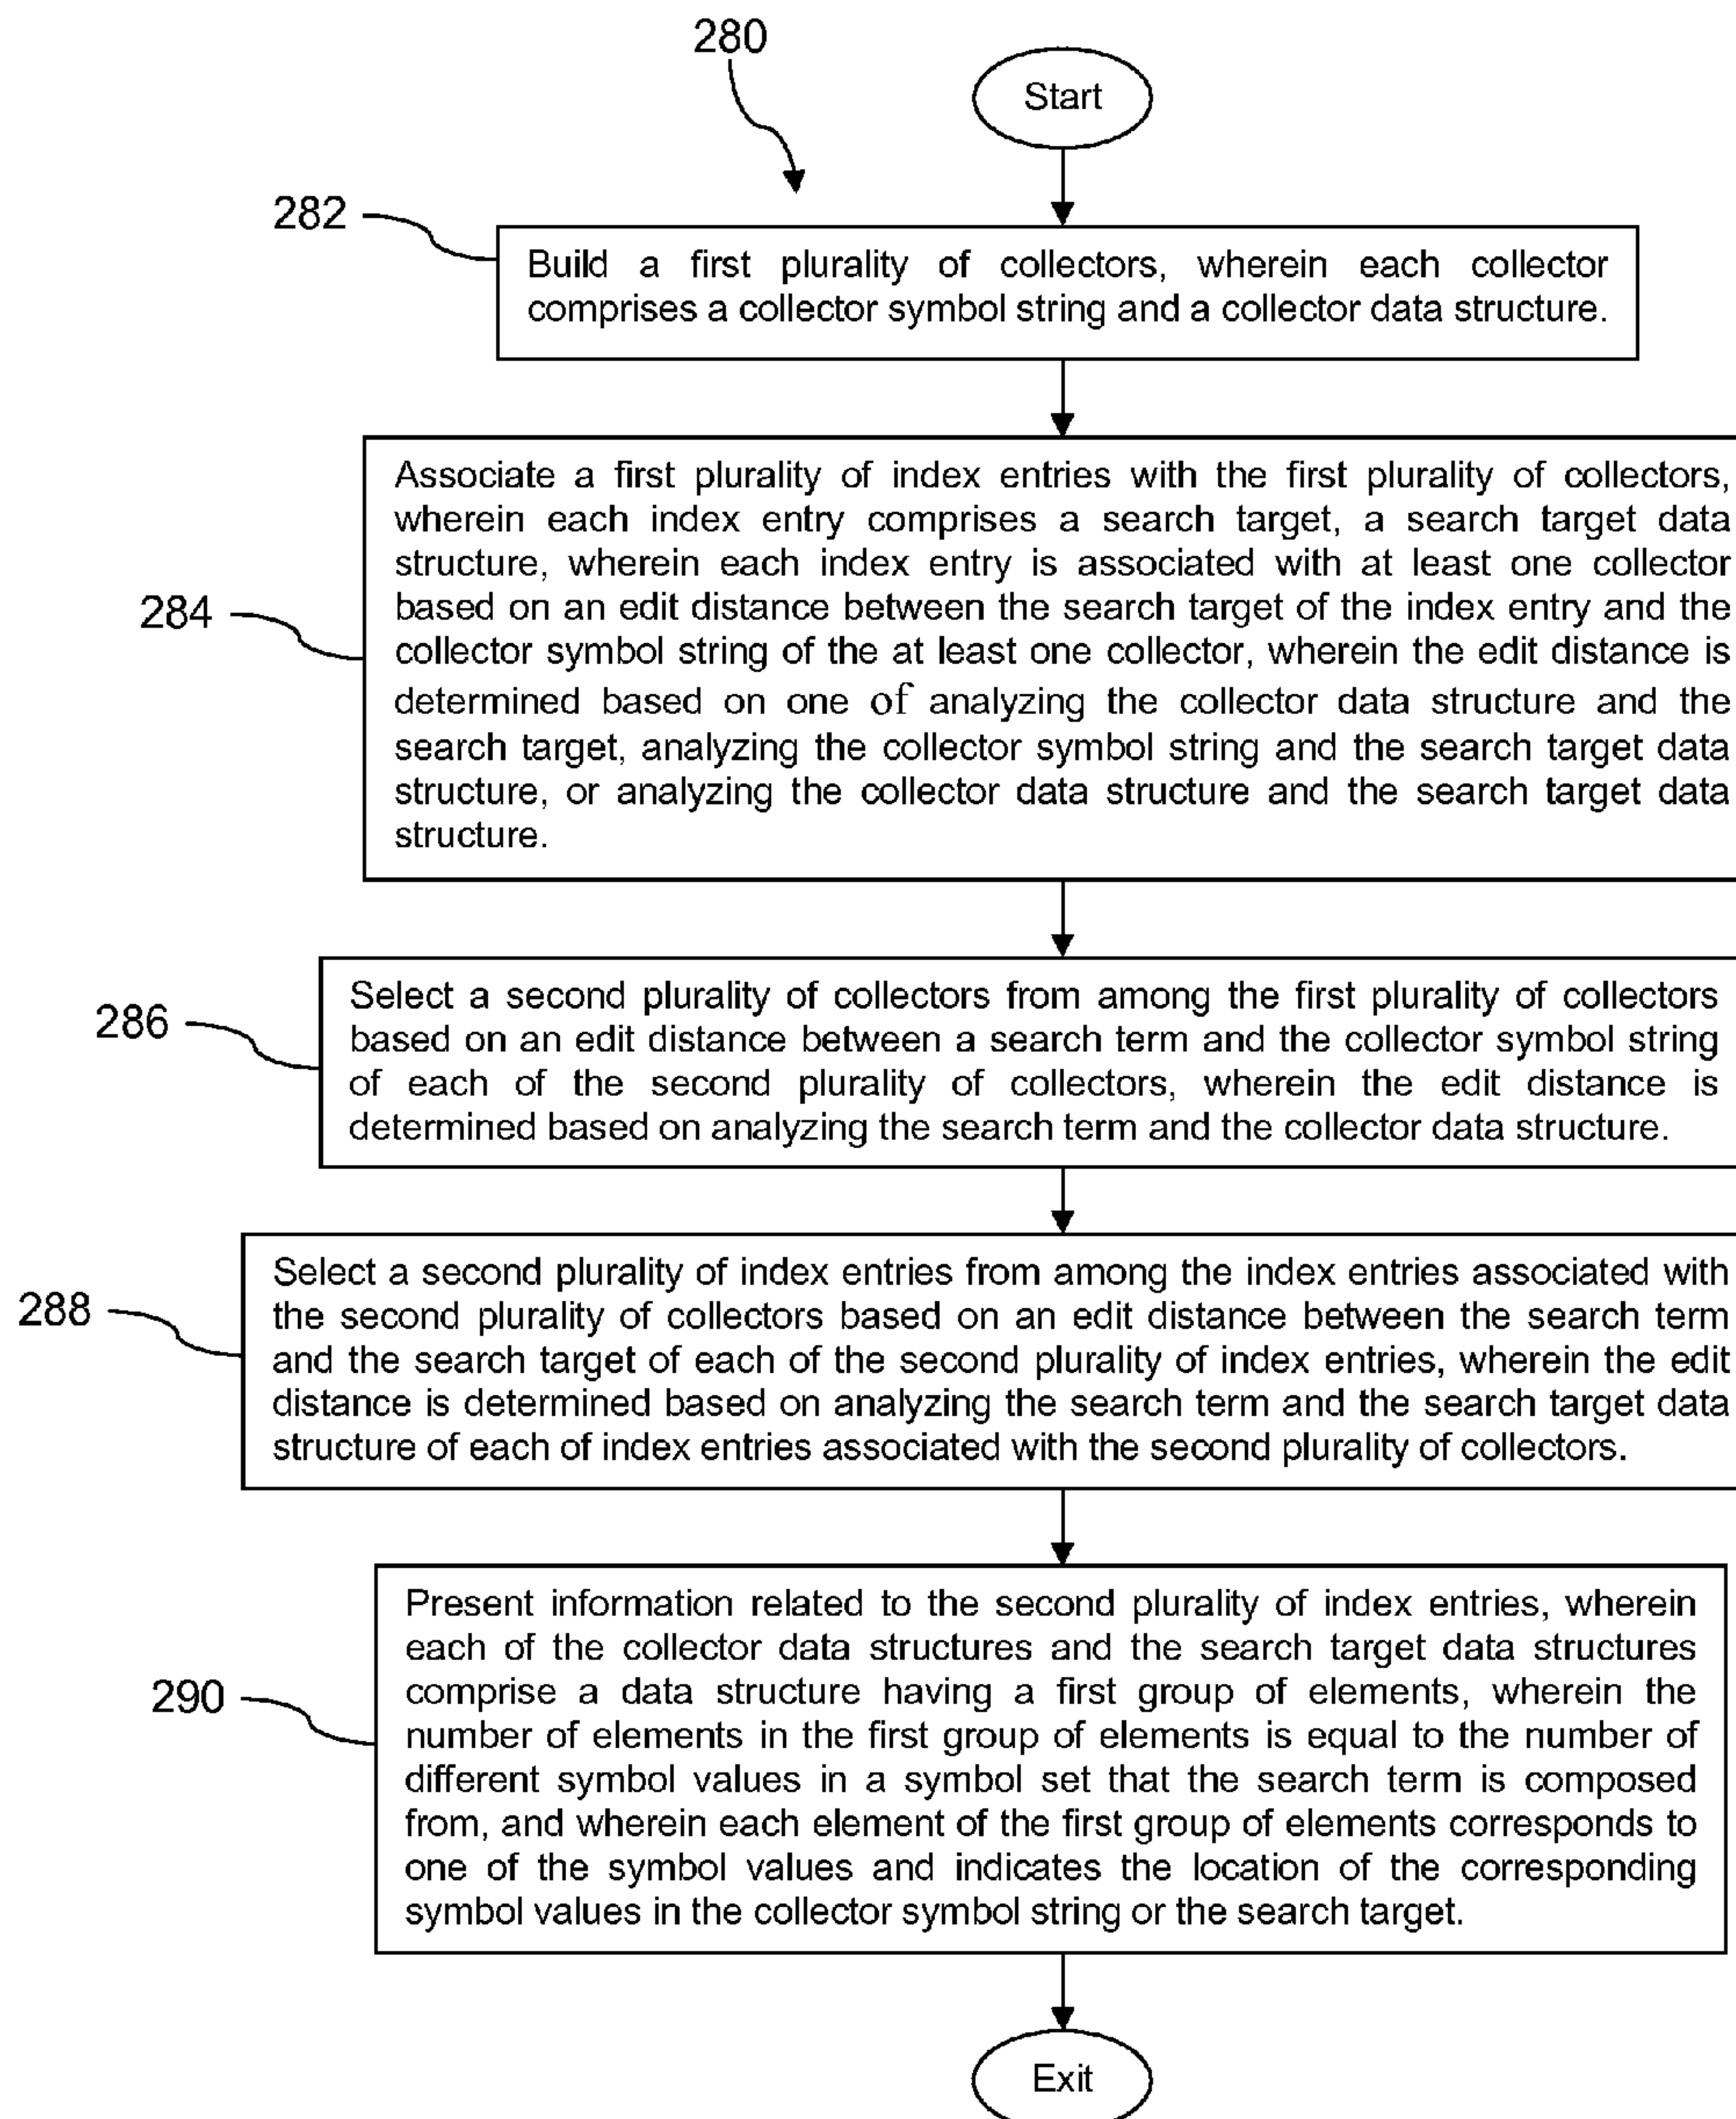 280
Start
282
Build a first plurality of collectors, wherein each collector
comprises a collector symbol string and a collector data structure.
284
Associate a first plurality of index entries with the first plurality of collectors,
wherein each index entry comprises a search target, a search target data
structure, wherein each index entry is associated with at least one collector
based on an edit distance between the search target of the index entry and the
collector symbol string of the at least one collector, wherein the edit distance is
determined based on one of analyzing the collector data structure and the
search target, analyzing the collector symbol string and the search target data
structure, or analyzing the collector data structure and the search target data
structure.
286
Select a second plurality of collectors from among the first plurality of collectors
based on an edit distance between a search term and the collector symbol string
of each of the second plurality of collectors, wherein the edit distance is
determined based on analyzing the search term and the collector data structure.
288
Select a second plurality of index entries from among the index entries associated with
the second plurality of collectors based on an edit distance between the search term
and the search target of each of the second plurality of index entries, wherein the edit
distance is determined based on analyzing the search term and the search target data
structure of each of index entries associated with the second plurality of collectors.
290
Present information related to the second plurality of index entries, wherein
each of the collector data structures and the search target data structures
comprise a data structure having a first group of elements, wherein the
number of elements in the first group of elements is equal to the number of
different symbol values in a symbol set that the search term is composed
from, and wherein each element of the first group of elements corresponds to
one of the symbol values and indicates the location of the corresponding
symbol values in the collector symbol string or the search target.
Exit